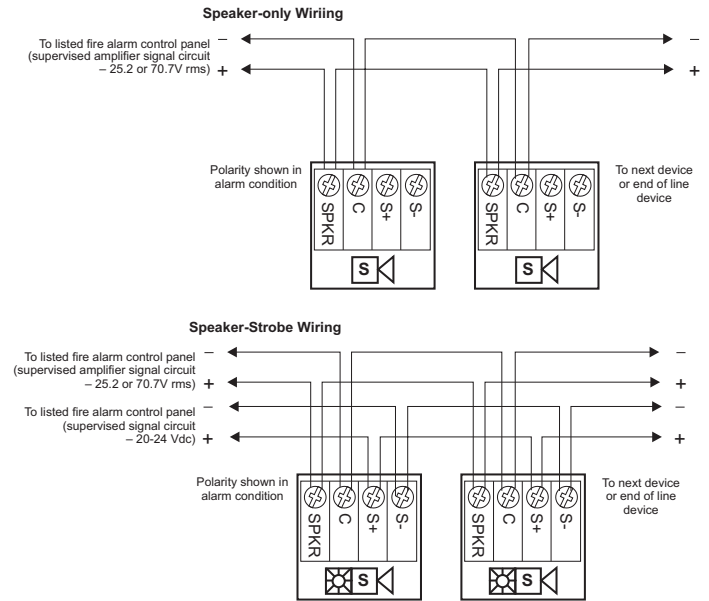 Speaker-only Wiriing
To listed fire alarm control panel
(supervised amplifier signal circuit
– 25.2 or 70.7V rms)
–
+
–
+
Polarity shown in
alarm condition
SPKR
C
S+
S-
S
SPKR
C
S+
S-
S
To next device
or end of line
device
Speaker-Strobe Wiring
To listed fire alarm control panel
(supervised amplifier signal circuit
– 25.2 or 70.7V rms)
–
+
–
+
To listed fire alarm control panel
(supervised signal circuit
– 20-24 Vdc)
–
+
–
+
Polarity shown in
alarm condition
SPKR
C
S+
S-
S
SPKR
C
S+
S-
S
To next device
or end of line
device